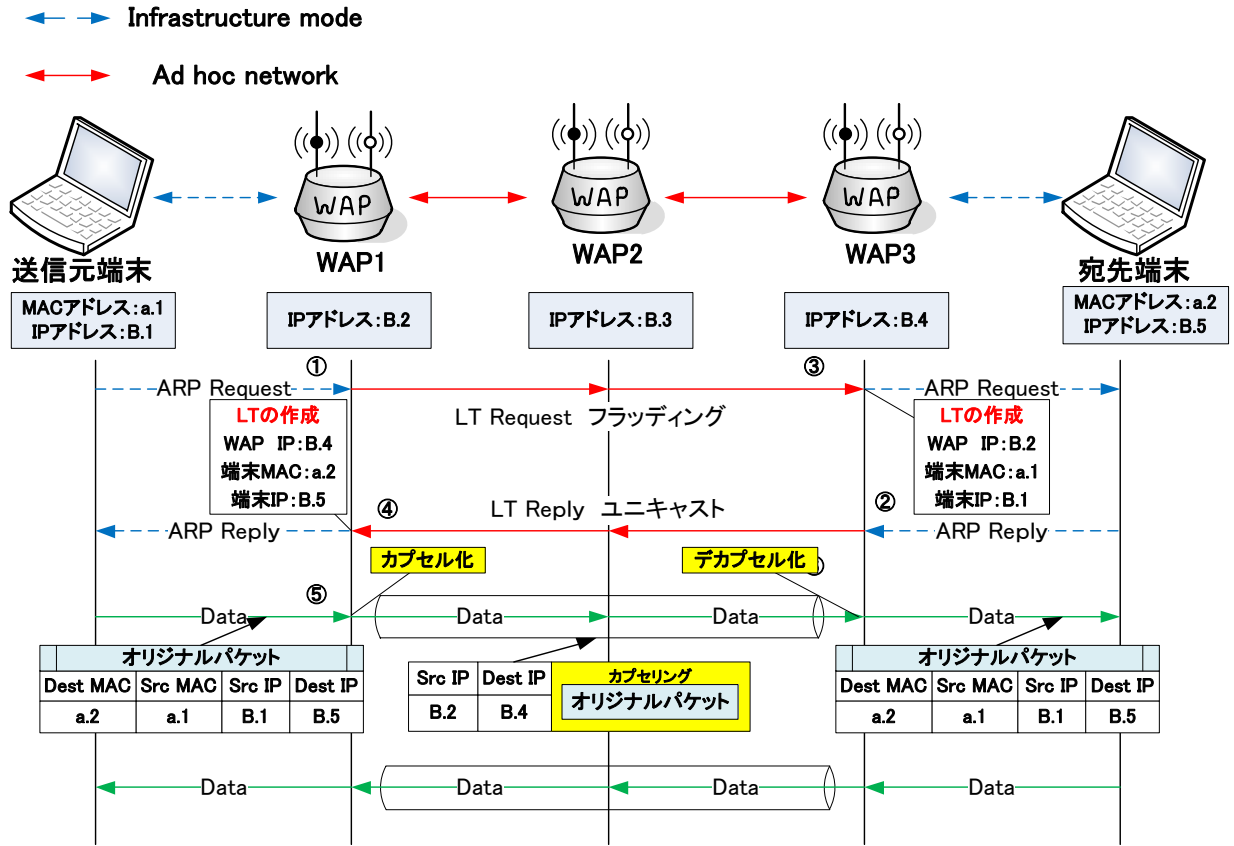 Infrastructure mode
Ad hoc network
WAP
WAP
WAP
送信元端末
WAP1
WAP2
WAP3
宛先端末
MACアドレス:a.1
IPアドレス:B.1
IPアドレス:B.2
IPアドレス:B.3
IPアドレス:B.4
MACアドレス:a.2
IPアドレス:B.5
①
③
ARP Request
ARP Request
LT Request フラッディング
LTの作成
WAP IP:B.4
端末MAC:a.2
端末IP:B.5
LTの作成
WAP IP:B.2
端末MAC:a.1
端末IP:B.1
④
LT Reply ユニキャスト
②
ARP Reply
ARP Reply
カプセル化
デカプセル化
⑤
Data
Data
Data
Data
オリジナルパケット
Dest MAC Src MAC Src IP Dest IP
a.2 a.1 B.1 B.5
Src IP Dest IP
B.2 B.4
カプセリング
オリジナルパケット
オリジナルパケット
Dest MAC Src MAC Src IP Dest IP
a.2 a.1 B.1 B.5
Data
Data
Data
Data